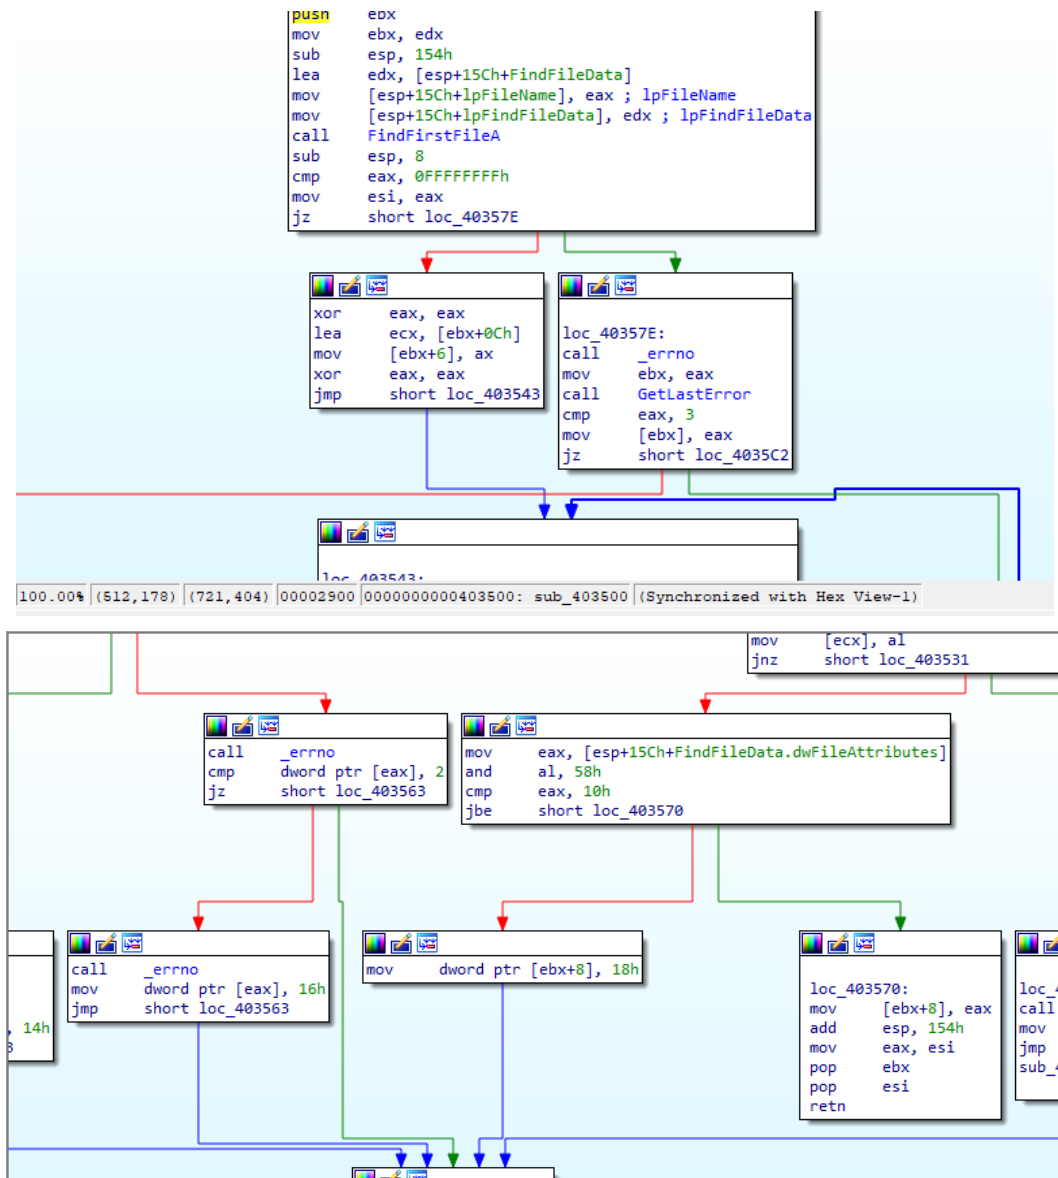 push ebx
mov ebx, edx
sub esp, 154h
lea edx, [esp+15Ch+FindFileData]
mov [esp+15Ch+lpFileName], eax ; lpFileName
mov [esp+15Ch+lpFindFileData], edx ; lpFindFileData
call FindFirstFileA
sub esp, 8
cmp eax, 0FFFFFFFFh
mov esi, eax
jz short loc_40357E
xor eax, eax
lea ecx, [ebx+0Ch]
mov [ebx+6], ax
xor eax, eax
jmp short loc_403543
loc_40357E:
call _errno
mov ebx, eax
call GetLastError
cmp eax, 3
mov [ebx], eax
jz short loc_4035C2
loc_403543:
100.00% (512,178) (721,404) 00002900 0000000000403500: sub_403500 (Synchronized with Hex View-1)
mov [ecx], al
jnz short loc_403531
call _errno
cmp dword ptr [eax], 2
jz short loc_403563
mov eax, [esp+15Ch+FindFileData.dwFileAttributes]
and al, 58h
cmp eax, 10h
jbe short loc_403570
, 14h
call _errno
mov dword ptr [eax], 16h
jmp short loc_403563
mov dword ptr [ebx+8], 18h
loc_403570:
mov [ebx+8], eax
add esp, 154h
mov eax, esi
pop ebx
pop esi
retn
call
mov
jmp